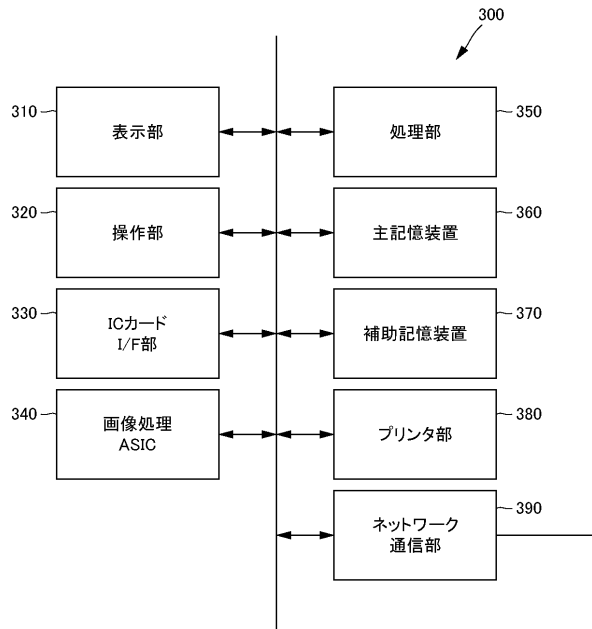 300
310
表示部
350
処理部
320
操作部
360
主記憶装置
330
ICカード
I/F部
370
補助記憶装置
340
画像処理
ASIC
380
プリンタ部
390
ネットワーク
通信部